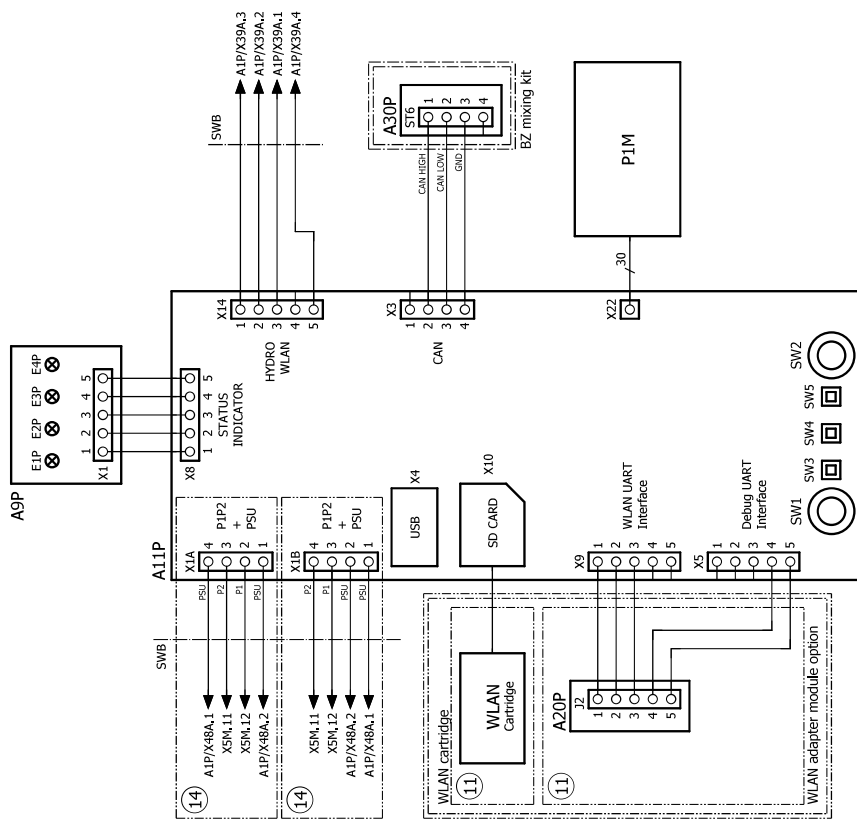 A9P
E1P
E2P
E3P
E4P
X1
1
2
3
4
5
X8
1
2
3
4
5
STATUS
INDICATOR
A11P
SWB
14
A1P/X48A.1
X5M.11
X5M.12
A1P/X48A.2
PSU
P2
P1
PSU
X1A
4
3
2
1
P1P2
+
PSU
14
X5M.11
X5M.12
A1P/X48A.2
A1P/X48A.1
P2
P1
PSU
PSU
X1B
4
3
2
1
P1P2
+
PSU
SWB
A1P/X39A.3
A1P/X39A.2
A1P/X39A.1
A1P/X39A.4
X14
1
2
3
4
5
HYDRO
WLAN
USB
X4
SD CARD
X10
X3
1
2
3
4
CAN
CAN HIGH
CAN LOW
GND
A30P
ST6
1
2
3
4
BZ mixing kit
X22
30
P1M
X9
1
2
3
4
5
WLAN UART
Interface
X5
1
2
3
4
5
Debug UART
Interface
SW1
SW3
SW4
SW5
SW2
WLAN cartridge
11
WLAN
Cartridge
11
A20P
J2
1
2
3
4
5
WLAN adapter module option